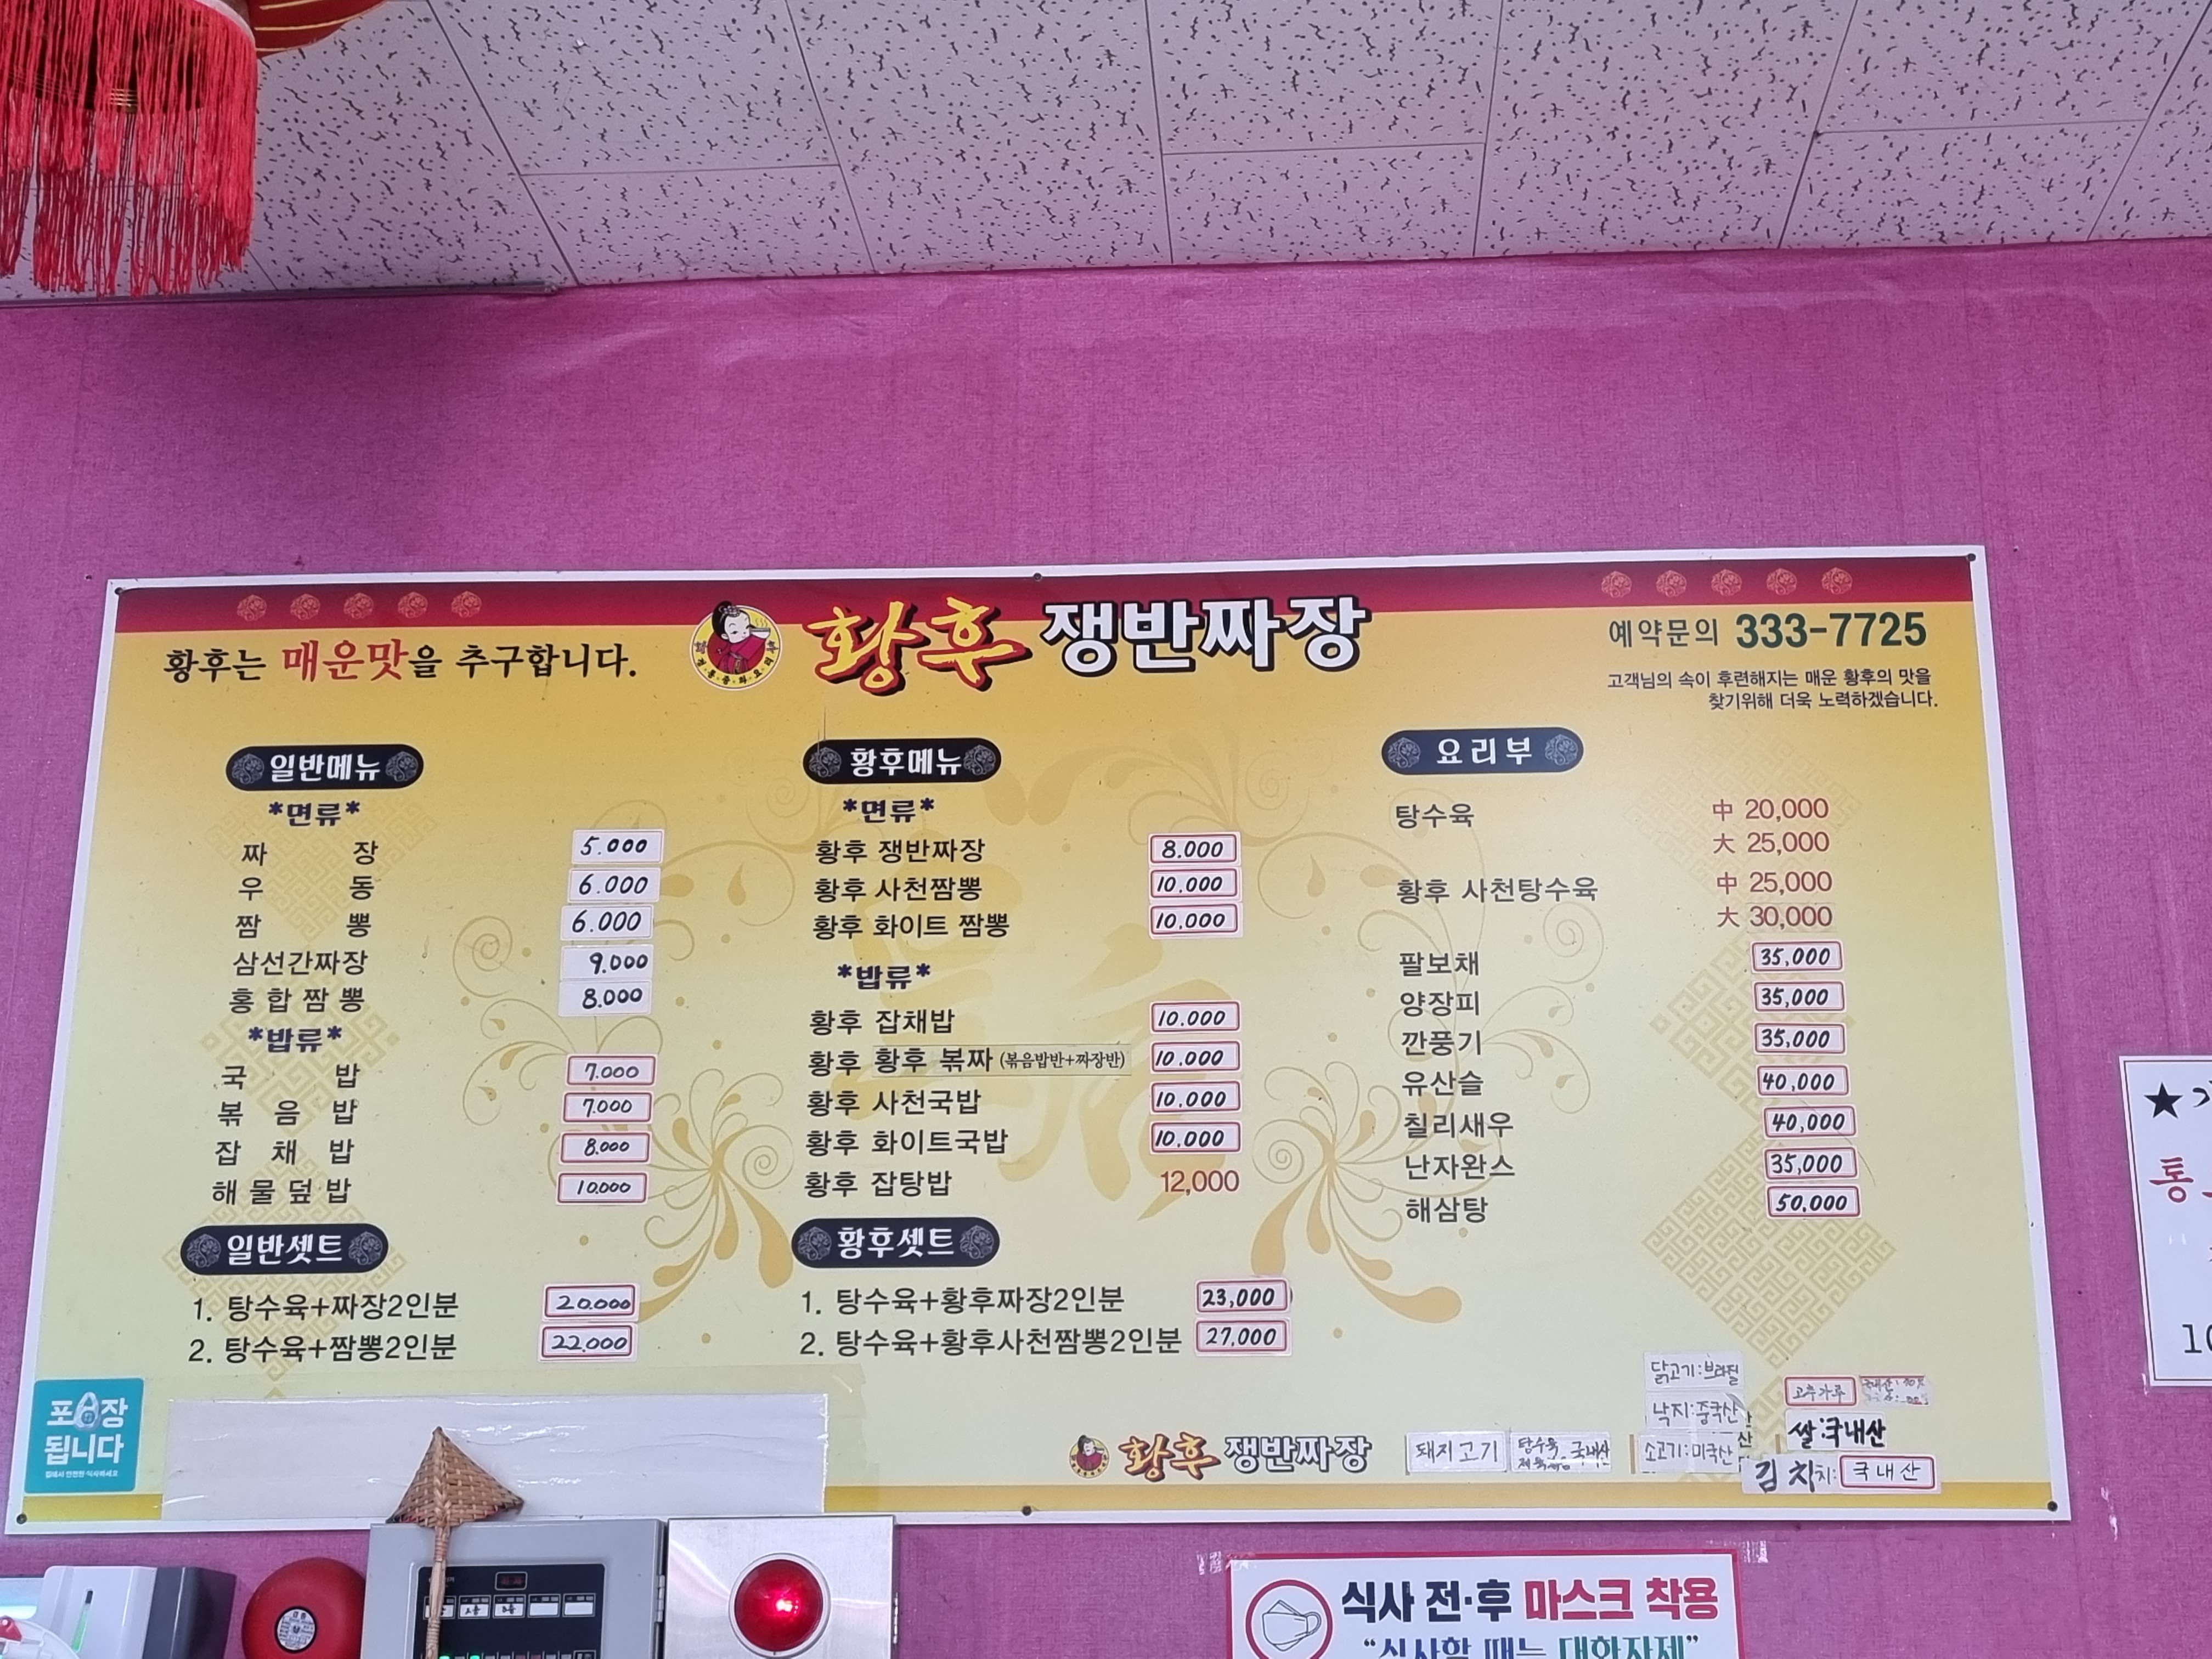 황후는 매운맛을 추구합니다.
황후 쟁반짜장
예약문의 333-7725
고객님의 속이 후련해지는 매운 황후의 맛을
찾기위해 더욱 노력하겠습니다.
일반메뉴
*면류*
짜장 5.000
우동 6.000
짬뽕 6.000
삼선간짜장 9.000
홍합짬뽕 8.000
*밥류*
국밥 7.000
볶음밥 7.000
잡채밥 8.000
해물덮밥 10.000
일반셋트
1. 탕수육+짜장2인분 20.000
2. 탕수육+짬뽕2인분 22.000
황후메뉴
*면류*
황후 쟁반짜장 8.000
황후 사천짬뽕 10.000
황후 화이트 짬뽕 10.000
*밥류*
황후 잡채밥 10.000
황후 황후 볶짜 (볶음밥반+짜장반) 10.000
황후 사천국밥 10.000
황후 화이트국밥 10.000
황후 잡탕밥 12,000
황후셋트
1. 탕수육+황후짜장2인분 23,000
2. 탕수육+황후사천짬뽕2인분 27,000
요리부
탕수육 中 20,000
大 25,000
황후 사천탕수육 中 25,000
大 30,000
팔보채 35,000
양장피 35,000
깐풍기 35,000
유산슬 40,000
칠리새우 40,000
난자완스 35,000
해삼탕 50,000
포장
됩니다
황후 쟁반짜장
돼지고기 탕수육 국내산
닭고기:브라질
낙지:중국산
소고기:미국산
고추가루
쌀:국내산
김치 국내산
식사 전·후 마스크 착용
"식사할 때는 대화자제"
★
통
10